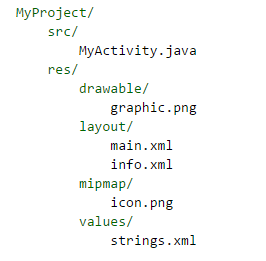 MyProject/
    src/
        MyActivity.java
    res/
        drawable/
            graphic.png
        layout/
            main.xml
            info.xml
        mipmap/
            icon.png
        values/
            strings.xml